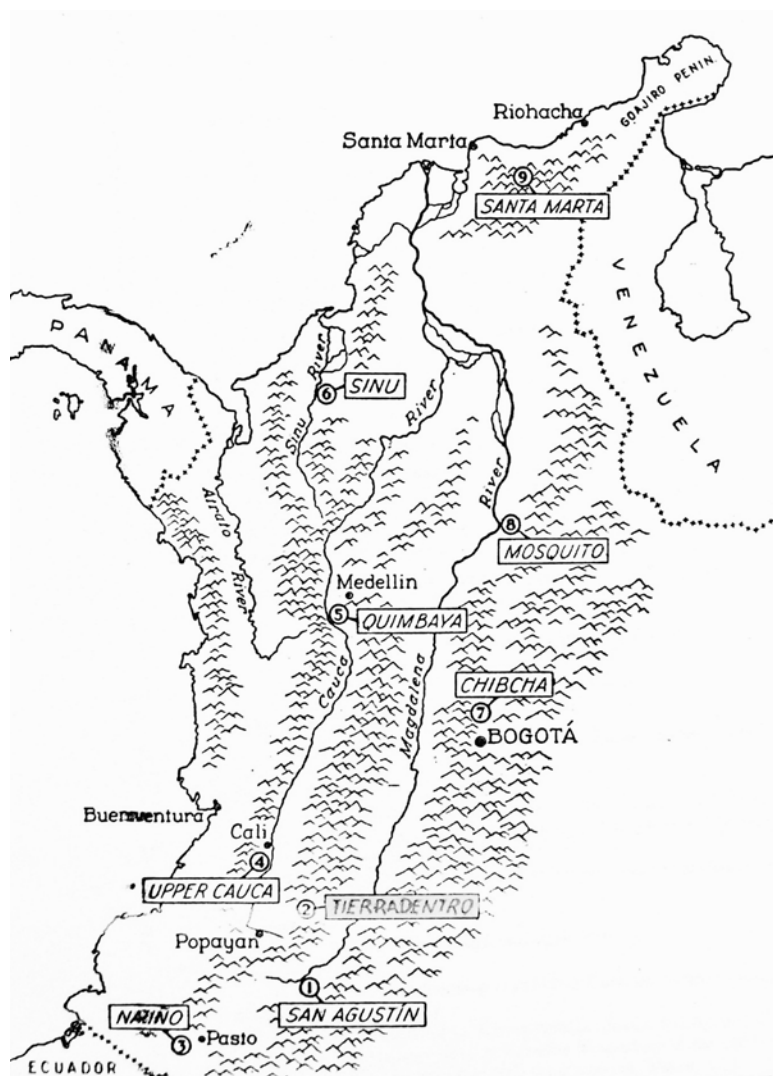 GOAJIRO PENIN.
Riohacha
Santa Marta
9
SANTA MARTA
VENEZUELA
PANAMA
River
SINU
6
River
Sinu
River
Atrato
River
8
MOSQUITO
Medellin
5
QUIMBAYA
Cauca
CHIBCHA
7
Magdalena
BOGOTÁ
Buenaventura
Cali
4
UPPER CAUCA
2
TIERRADENTRO
Popayan
1
SAN AGUSTÍN
NARIÑO
3
Pasto
ECUADOR